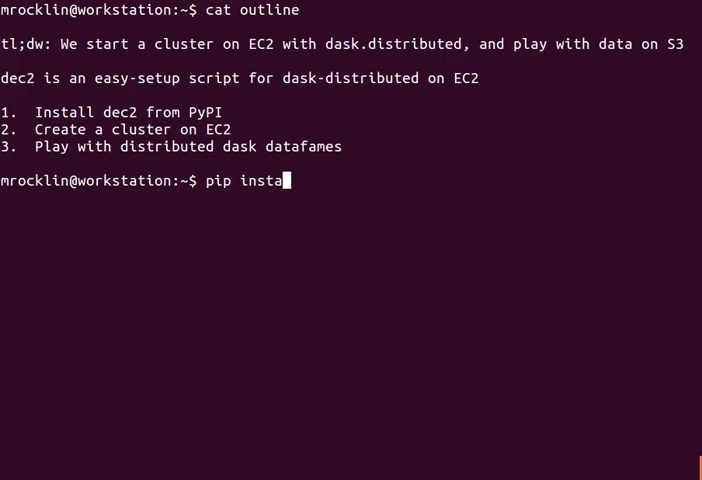 mrocklin@workstation:~$ cat outline
tl;dw: We start a cluster on EC2 with dask.distributed, and play with data on S3
dec2 is an easy-setup script for dask-distributed on EC2
1.  Install dec2 from PyPI
2.  Create a cluster on EC2
3.  Play with distributed dask datafames
mrocklin@workstation:~$ pip insta